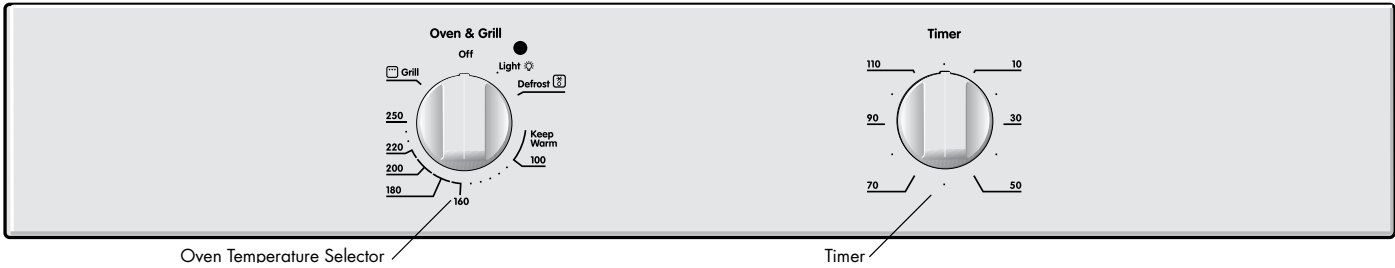 Oven & Grill
Off
Light
Defrost
Grill
Keep
Warm
100
250
220
200
180
160
Oven Temperature Selector
Timer
110
10
90
30
70
50
Timer